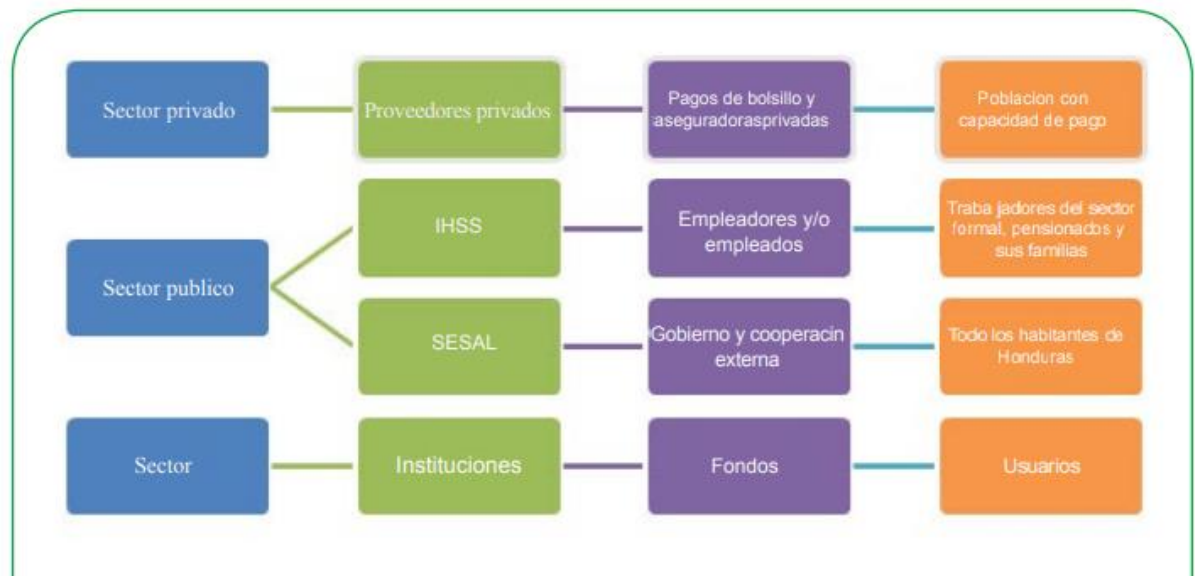 Sector privado
Proveedores privados
Pagos de bolsillo y
aseguradorasprivadas
Poblacion con
capacidad de pago
Sector publico
IHSS
Empleadores y/o
empleados
Traba jadores del sector
formal, pensionados y
sus familias
SESAL
Gobierno y cooperacin
externa
Todo los habitantes de
Honduras
Sector
Instituciones
Fondos
Usuarios